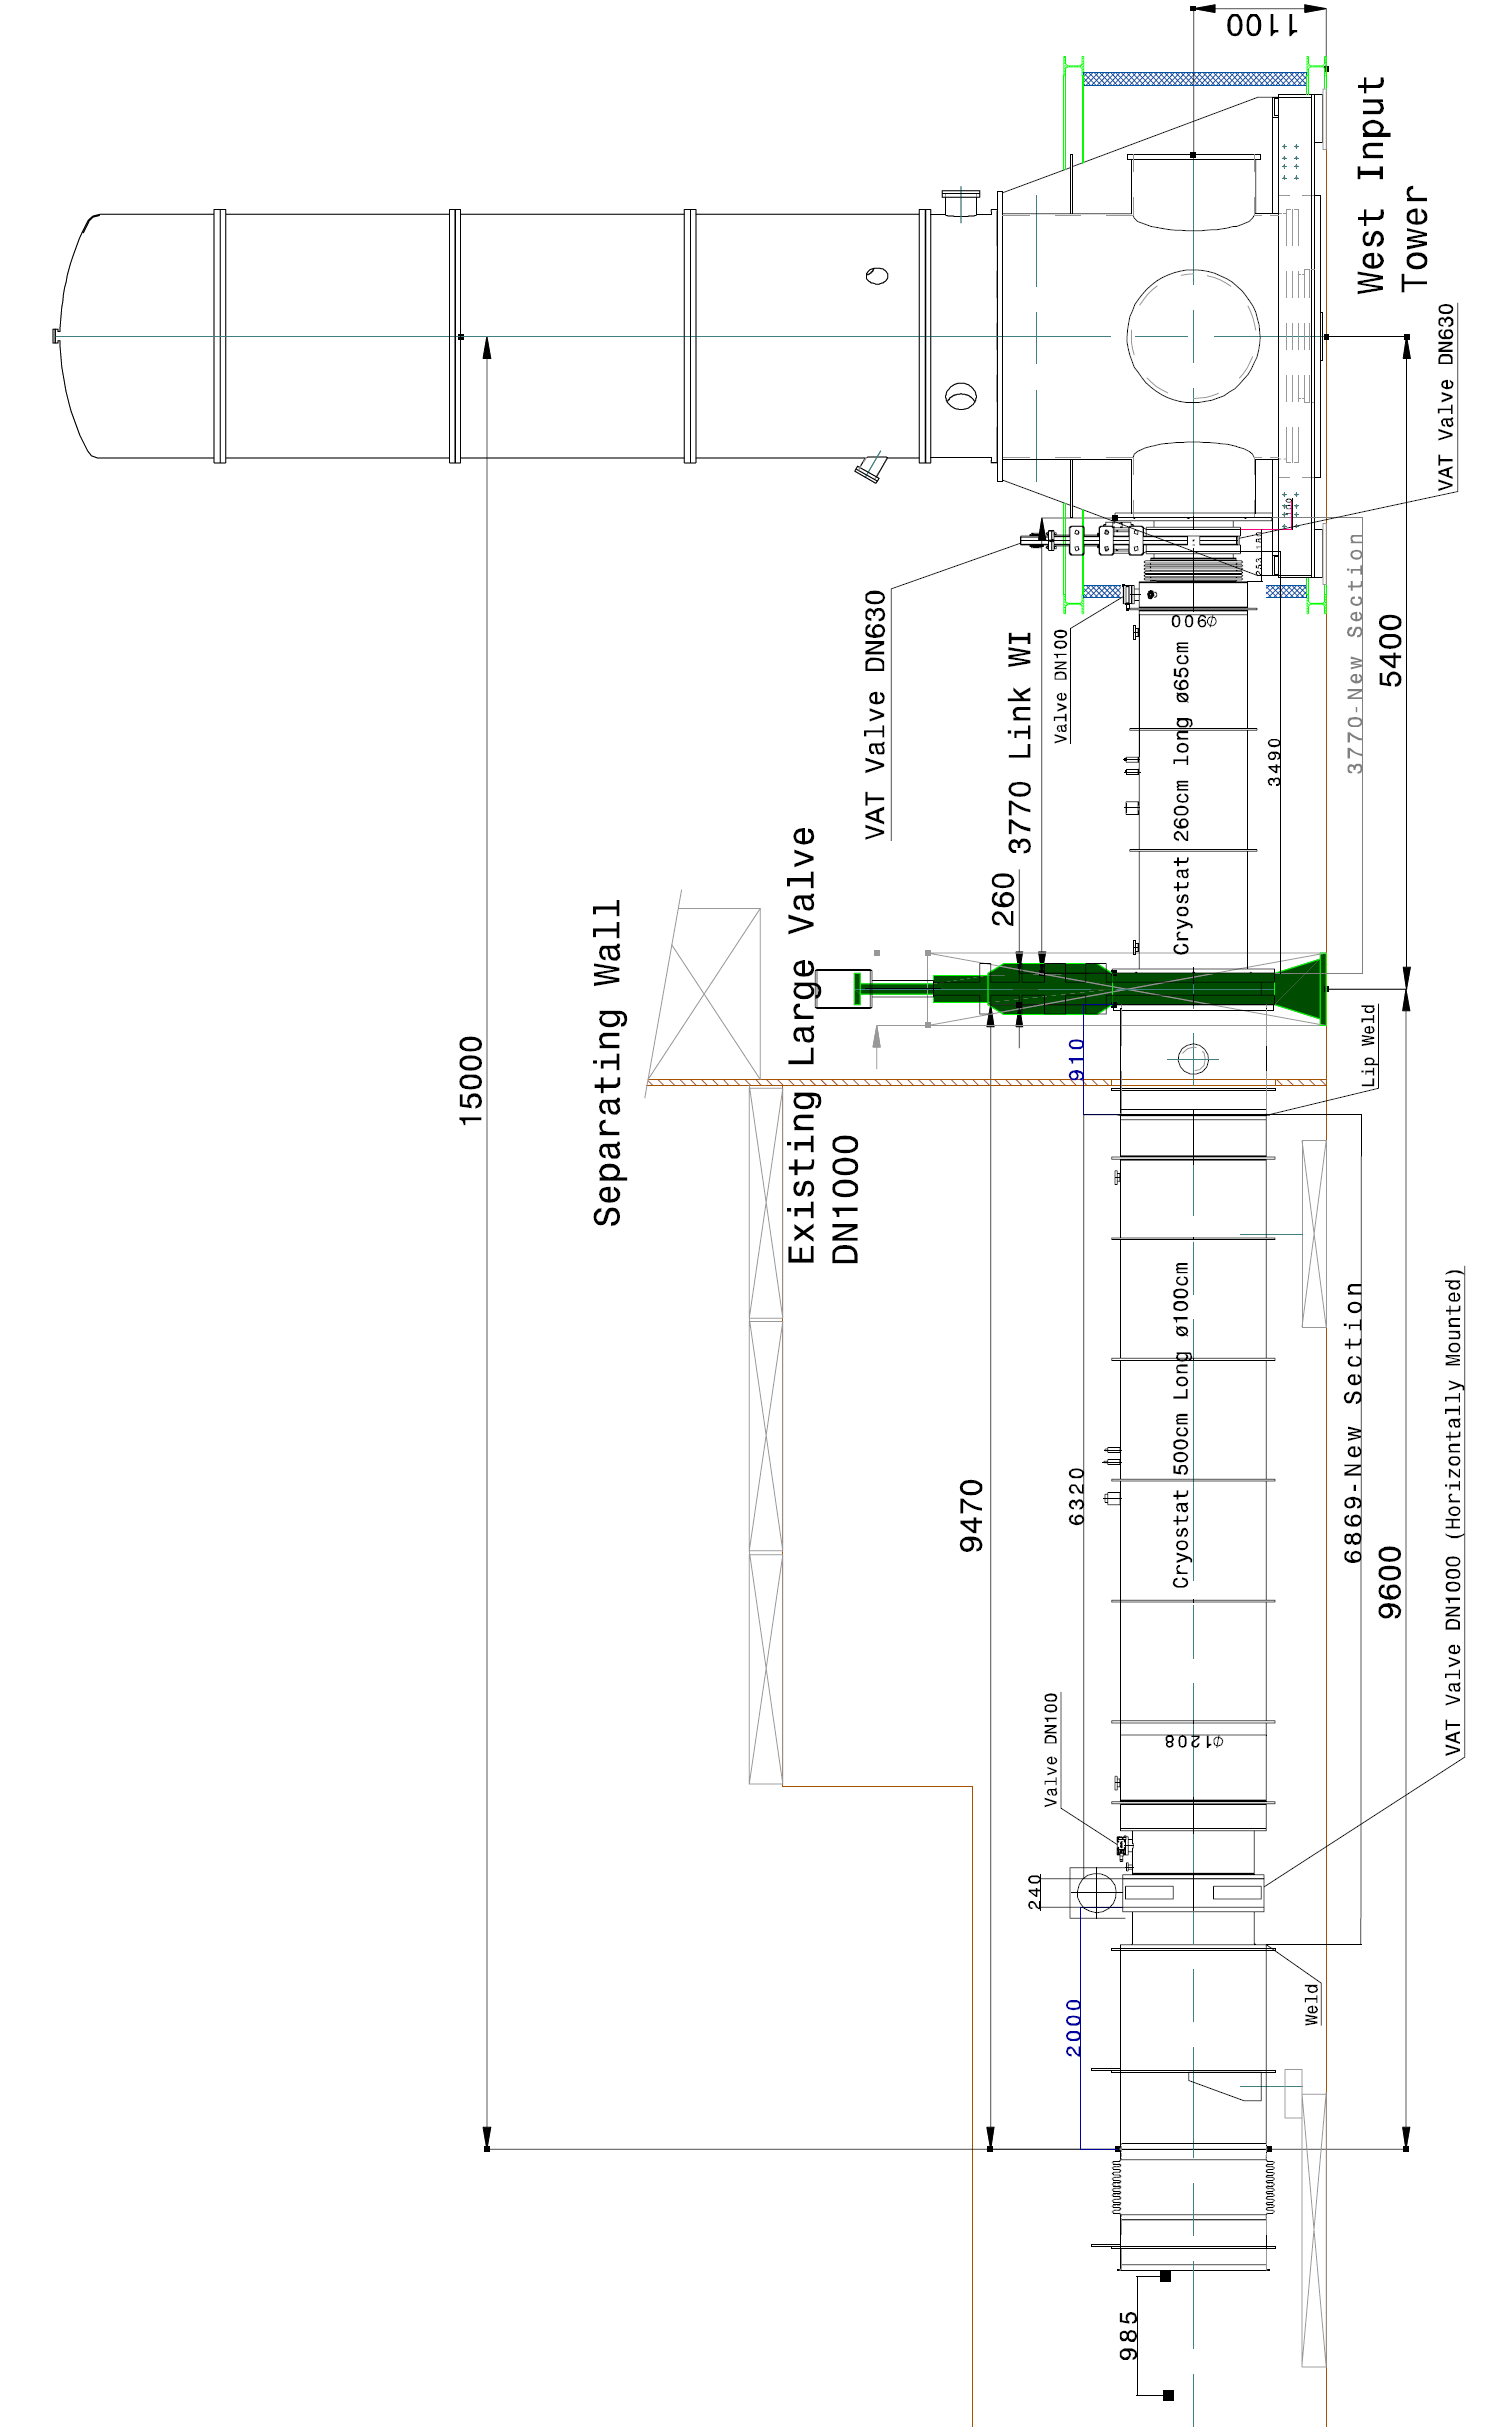 1100
West Input
Tower
VAT Valve DN630
VAT Valve DN630
3770 Link WI
Valve DN100
ø900
Cryostat 260cm long ø65cm
3490
3770-New Section
5400
260
Separating Wall
Existing Large Valve
DN1000
15000
910
Lip Weld
9470
6320
Cryostat 500cm Long ø100cm
6869-New Section
9600
VAT Valve DN1000 (Horizontally Mounted)
Valve DN100
ø1208
240
2000
Weld
985